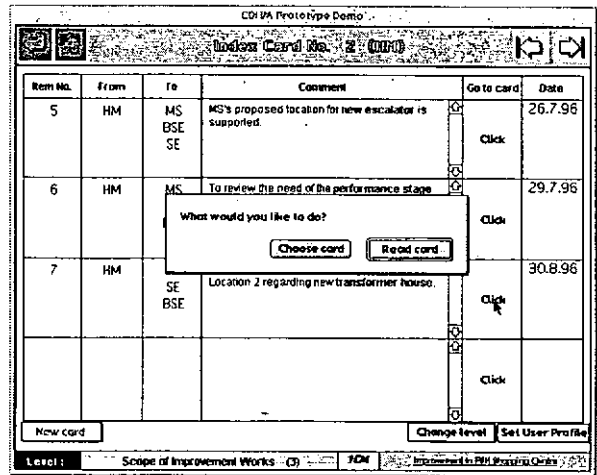 CDIVA Prototype Demo
Index Card No. 2 (HM)
Item No. From To Comment Go to card Date
5 HM MS BSE SE MS's proposed location for new escalator is supported. Click 26.7.96
6 HM MS To review the need of the performance stage Click 29.7.96
What would you like to do?
Choose card Read card
7 HM SE BSE Location 2 regarding new transformer house. Click 30.8.96
Click
New card Change level Set User Profile
Level: Scope of Improvement Works (3)